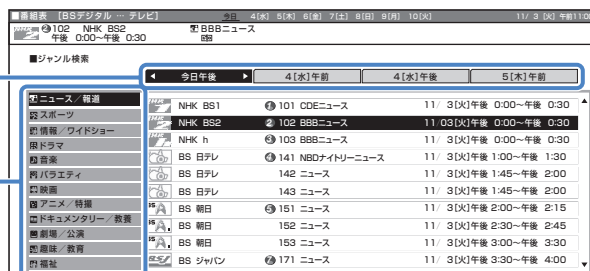 ■番組表 [BSデジタル … テレビ] 今日 4[水] 5[木] 6[金] 7[土] 8[日] 9[月] 10[火] 11/ 3 [火] 午前11:0
❷102 NHK BS2 BBBニュース
午後 0:00~午後 0:30
■ジャンル検索
◀ 今日午後 ▶ 4[水]午前 4[水]午後 5[木]午前
ニュース/報道
スポーツ
情報/ワイドショー
ドラマ
音楽
バラエティ
映画
アニメ/特撮
ドキュメンタリー/教養
劇場/公演
趣味/教育
福祉
NHK BS1 ❶ 101 CDEニュース 11/ 3[火]午後 0:00~午後 0:30
NHK BS2 ❷ 102 BBBニュース 11/03[火]午後 0:00~午後 0:30
NHK h ❸ 103 BBBニュース 11/ 3[火]午後 0:00~午後 0:30
BS 日テレ ❹ 141 NBDナイトリーニュース 11/ 3[火]午後 1:00~午後 1:30
BS 日テレ 142 ニュース 11/ 3[火]午後 1:45~午後 2:00
BS 日テレ 143 ニュース 11/ 3[火]午後 1:45~午後 2:00
BS 朝日 ❺ 151 ニュース 11/ 3[火]午後 2:00~午後 2:15
BS 朝日 152 ニュース 11/ 3[火]午後 2:30~午後 2:45
BS 朝日 153 ニュース 11/ 3[火]午後 3:00~午後 3:30
BS ジャパン ❼ 171 ニュース 11/ 3[火]午後 3:30~午後 4:00